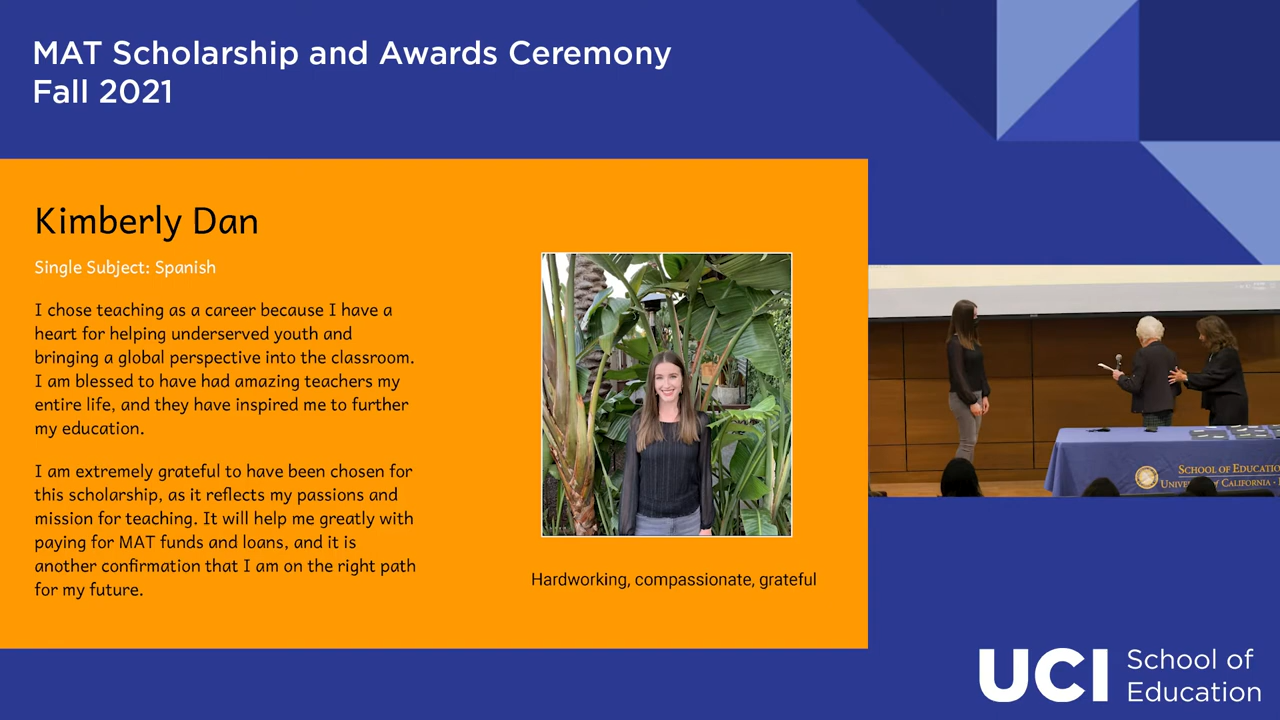 MAT Scholarship and Awards Ceremony
Fall 2021
Kimberly Dan
Single Subject: Spanish
I chose teaching as a career because I have a
heart for helping underserved youth and
bringing a global perspective into the classroom.
I am blessed to have had amazing teachers my
entire life, and they have inspired me to further
my education.
I am extremely grateful to have been chosen for
this scholarship, as it reflects my passions and
mission for teaching. It will help me greatly with
paying for MAT funds and loans, and it is
another confirmation that I am on the right path
for my future.
Hardworking, compassionate, grateful
SCHOOL OF EDUCATIO
OF CALIFORNIA ·
UCI School of
Education